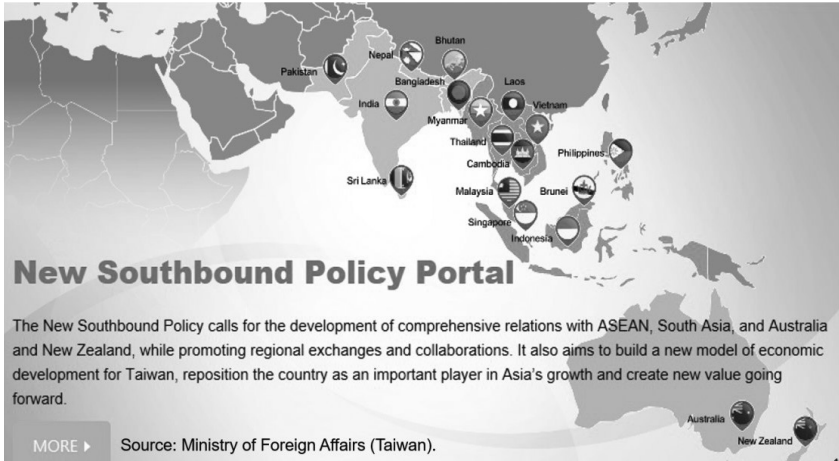 Bhutan
Nepal
Pakistan
Bangladesh
Laos
India
Vietnam
Myanmar
Thailand
Philippines
Cambodia
Sri Lanka
Malaysia
Brunei
Singapore
Indonesia
New Southbound Policy Portal
The New Southbound Policy calls for the development of comprehensive relations with ASEAN, South Asia, and Australia
and New Zealand, while promoting regional exchanges and collaborations. It also aims to build a new model of economic
development for Taiwan, reposition the country as an important player in Asia's growth and create new value going
forward.
Australia
New Zealand
MORE
Source: Ministry of Foreign Affairs (Taiwan).